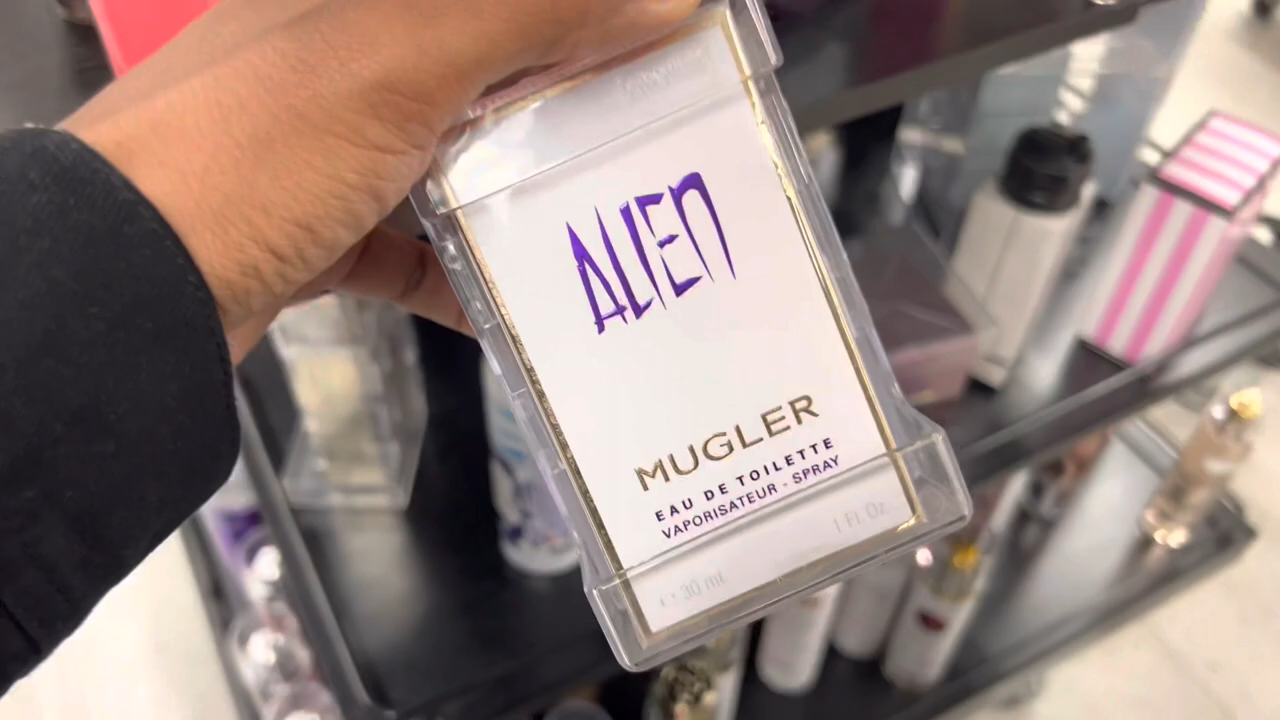 ALIEN
MUGLER
EAU DE TOILETTE
VAPORISATEUR - SPRAY
1 Fl. Oz.
e 30 ml